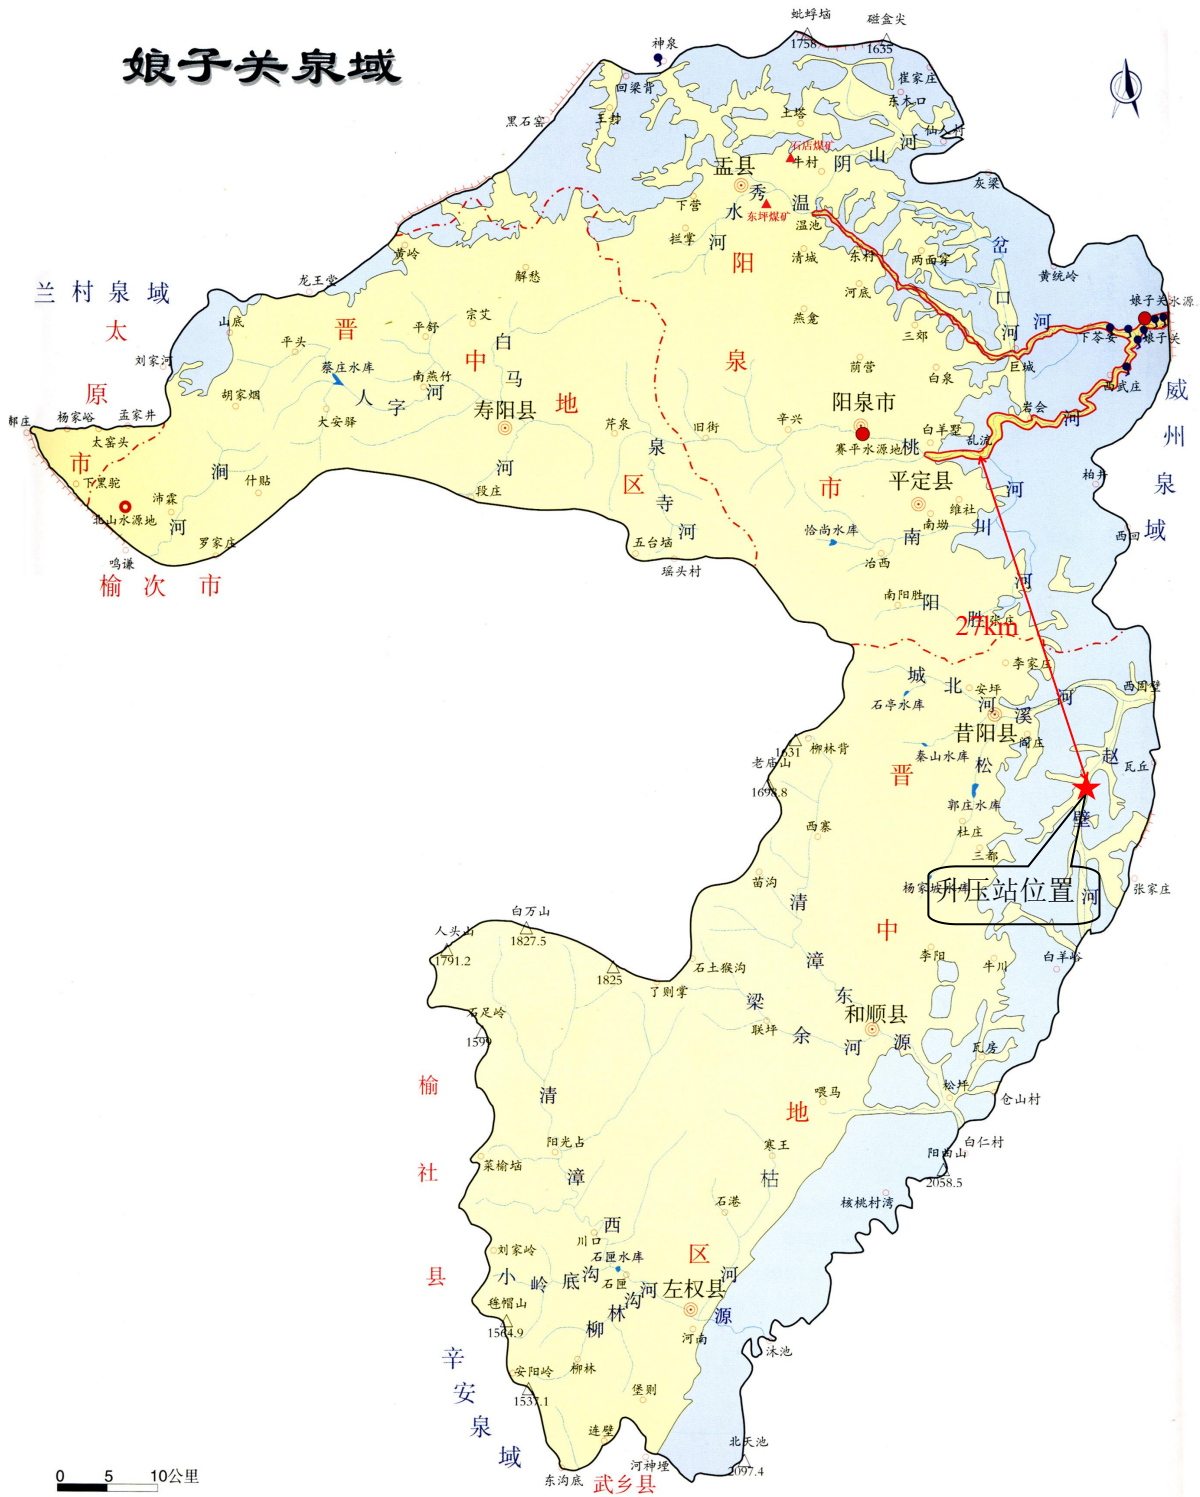 娘子关泉域
蚍蜉垴
1758
磁盒尖
1635
神泉
回梁背
崔家庄
东木口
王村
黑石窑
土塔
仙人村
河
山
阴
石店煤矿
牛村
盂县
秀
水
河
东坪煤矿
温
温池
灰梁
下营
拦掌
阳
清城
东村
两面窑
岔
口
河
黄统岭
黄岭
解愁
龙王堂
兰村泉域
太
原
市
山底
晋
中
地
区
宗艾
平舒
平头
白
马
河
河底
燕龛
三郊
娘子关水源
河
下苓安
娘子关
刘家河
蔡庄水库
南燕竹
人
字
河
泉
荫营
白泉
巨城
西武庄
威
州
泉
域
胡家烟
寿阳县
大安驿
郝庄
杨家峪
孟家井
太窑头
芹泉
旧街
辛兴
阳泉市
赛平水源地
白羊墅
桃
乱流
岩会
河
下黑驼
涧
河
什贴
沛霖
北山水源地
段庄
泉
寺
河
市
平定县
河
柏井
维社
南坳
恰尚水库
南
川
河
西回
罗家庄
鸣谦
五台垴
瑶头村
冶西
榆次市
南阳胜
阳
胜
张庄
27km
李家庄
城
北
河
安坪
石亭水库
溪
河
西固壁
昔阳县
阎庄
1631
柳林背
秦山水库
松
赵
壁
河
瓦丘
老庙山
1698.8
晋
郭庄水库
西寨
杜庄
三都
苗沟
杨家坡水库
升压站位置
张家庄
清
漳
东
源
中
白万山
1827.5
人头山
1791.2
1825
石土猴沟
了则掌
李阳
牛川
白羊峪
梁
余
河
石足岭
1599
联坪
和顺县
瓦房
榆
社
县
清
漳
西
源
喂马
松坪
仓山村
地
阳光占
寒王
枯
河
白仁村
阳曲山
2058.5
菜榆垴
石港
核桃村湾
川口
刘家岭
石匣水库
石匣
区
小
岭
底
沟
河
左权县
毡帽山
1564.9
柳
林
沟
河南
辛
安
泉
域
沐池
安阳岭
1537.1
柳林
堡则
连壁
北天池
2097.4
东沟底
河神堙
武乡县
0 5 10公里